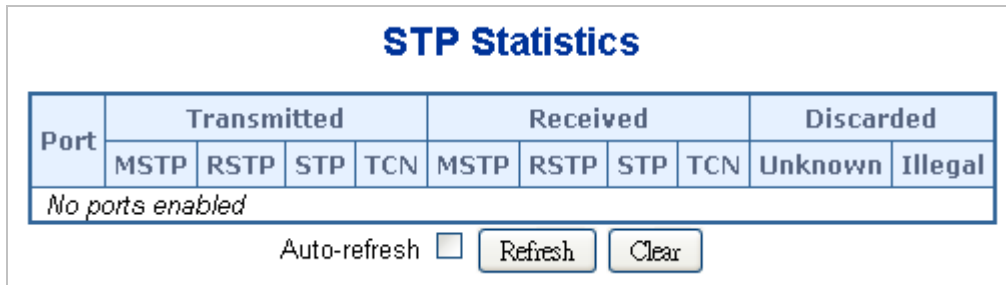 STP Statistics
Port Transmitted Received Discarded
MSTP RSTP STP TCN MSTP RSTP STP TCN Unknown Illegal
No ports enabled
Auto-refresh Refresh Clear